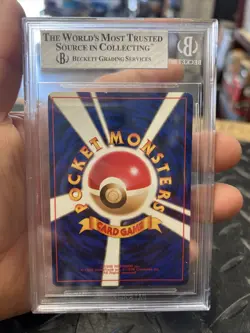 THE WORLD'S MOST TRUSTED
SOURCE IN COLLECTING
BECKETT GRADING SERVICES
POCKET MONSTERS
CARD GAME